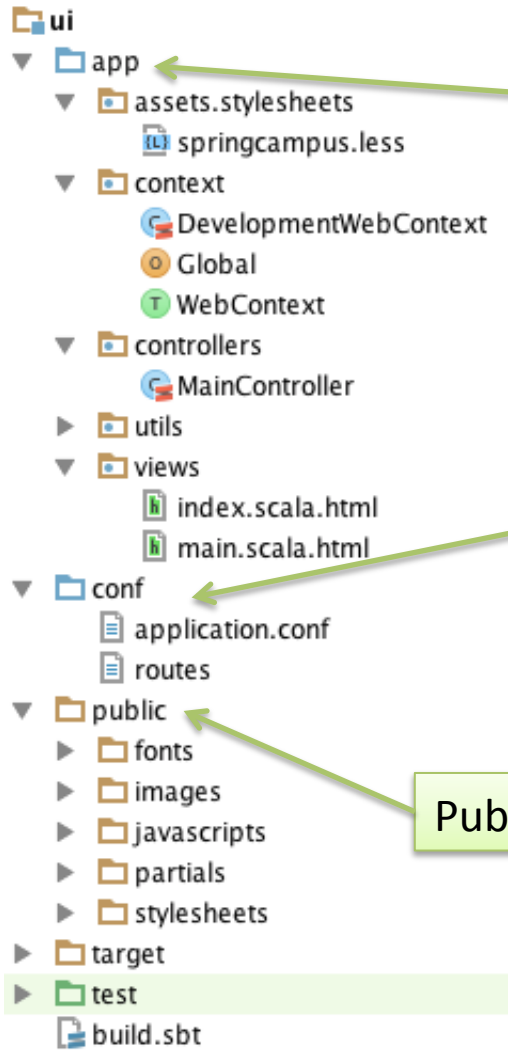 ui
app
assets.stylesheets
springcampus.less
context
DevelopmentWebContext
Global
WebContext
controllers
MainController
utils
views
index.scala.html
main.scala.html
conf
application.conf
routes
public
fonts
images
javascripts
Pub
partials
stylesheets
target
test
build.sbt